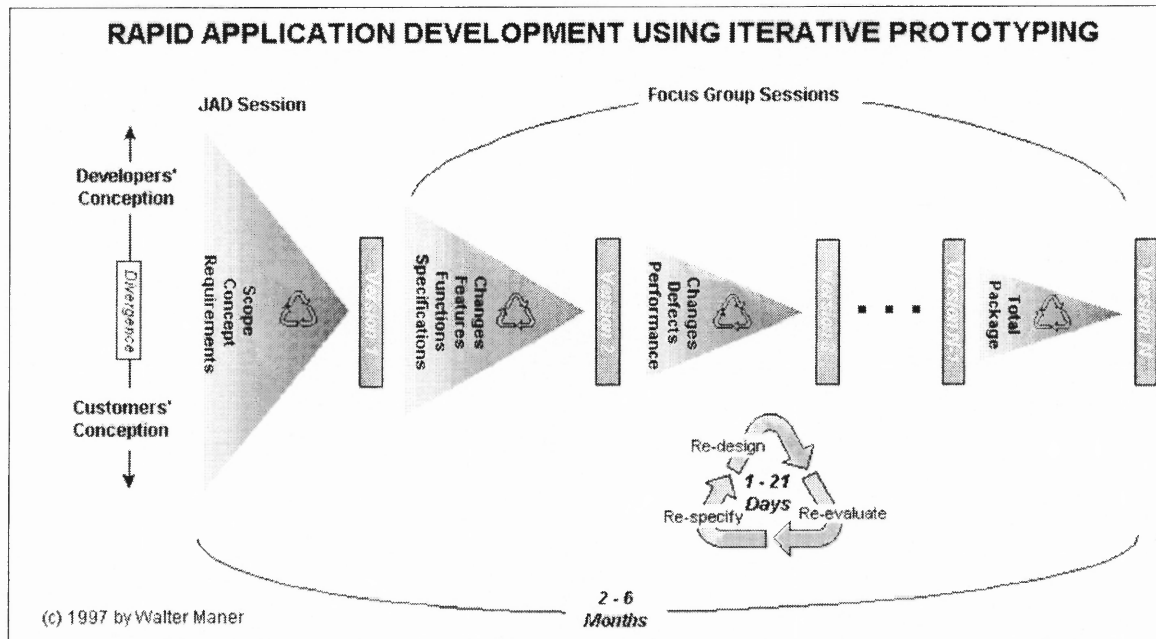 RAPID APPLICATION DEVELOPMENT USING ITERATIVE PROTOTYPING
JAD Session
Focus Group Sessions
Developers'
Conception
Divergence
Customers'
Conception
Scope
Concept
Requirements
Version 1
Changes
Features
Functions
Specifications
Version 2
Changes
Defects
Performance
Total
Package
Version N
Re-design
1 - 21
Days
Re-specify
Re-evaluate
2 - 6
Months
(c) 1997 by Walter Maner